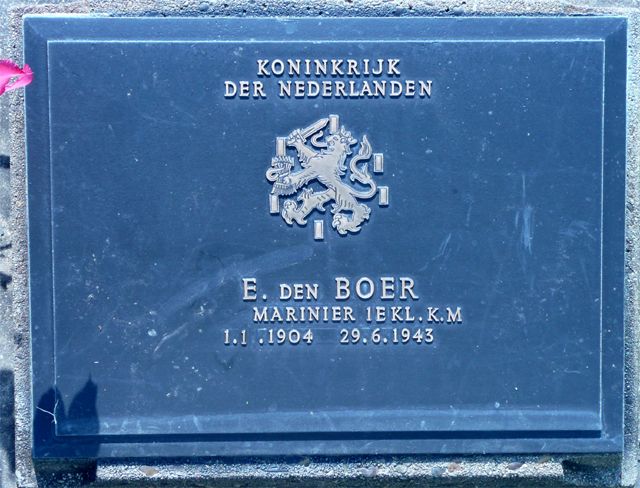 KONINKRIJK
DER NEDERLANDEN
E. DEN BOER
MARINIER 1E KL. K.M
1.1 .1904 29.6.1943